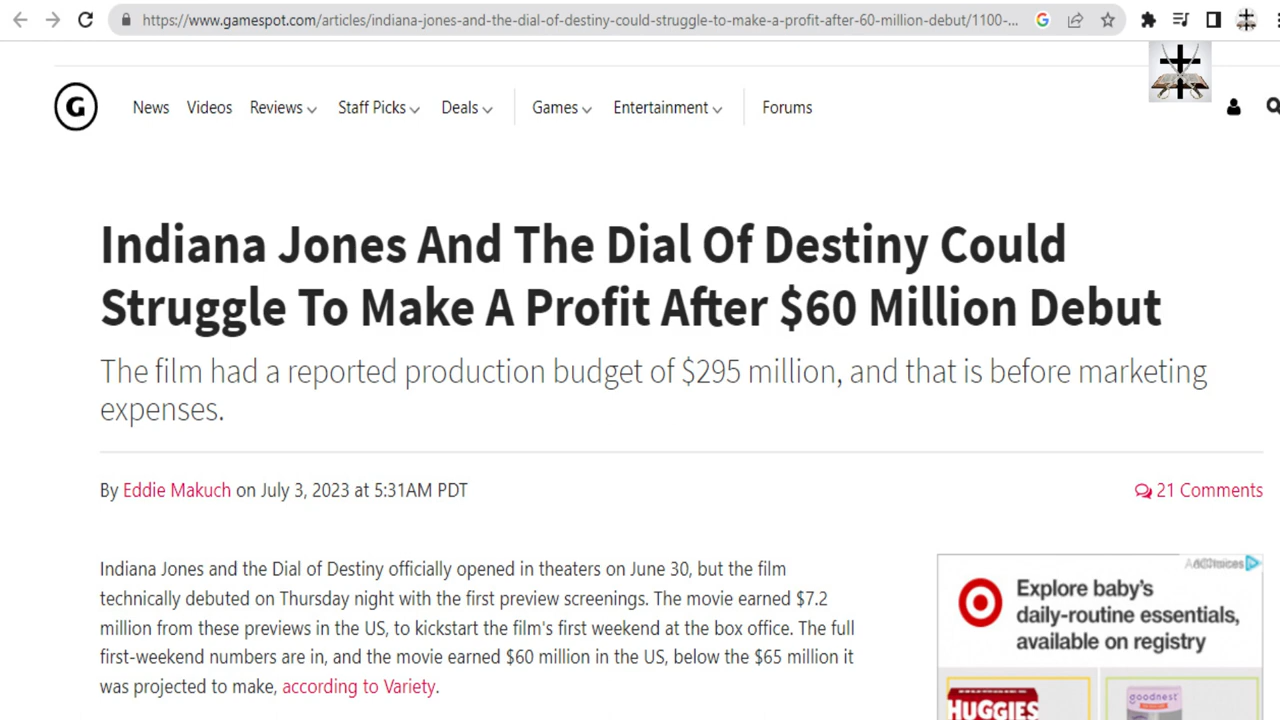 https://www.gamespot.com/articles/indiana-jones-and-the-dial-of-destiny-could-struggle-to-make-a-profit-after-60-million-debut/1100-...
G
News Videos Reviews Staff Picks Deals Games Entertainment Forums
Indiana Jones And The Dial Of Destiny Could
Struggle To Make A Profit After $60 Million Debut
The film had a reported production budget of $295 million, and that is before marketing
expenses.
By Eddie Makuch on July 3, 2023 at 5:31AM PDT
21 Comments
Indiana Jones and the Dial of Destiny officially opened in theaters on June 30, but the film
technically debuted on Thursday night with the first preview screenings. The movie earned $7.2
million from these previews in the US, to kickstart the film's first weekend at the box office. The full
first-weekend numbers are in, and the movie earned $60 million in the US, below the $65 million it
was projected to make, according to Variety.
Explore baby's
daily-routine essentials,
available on registry
HUGGIES
goodnest